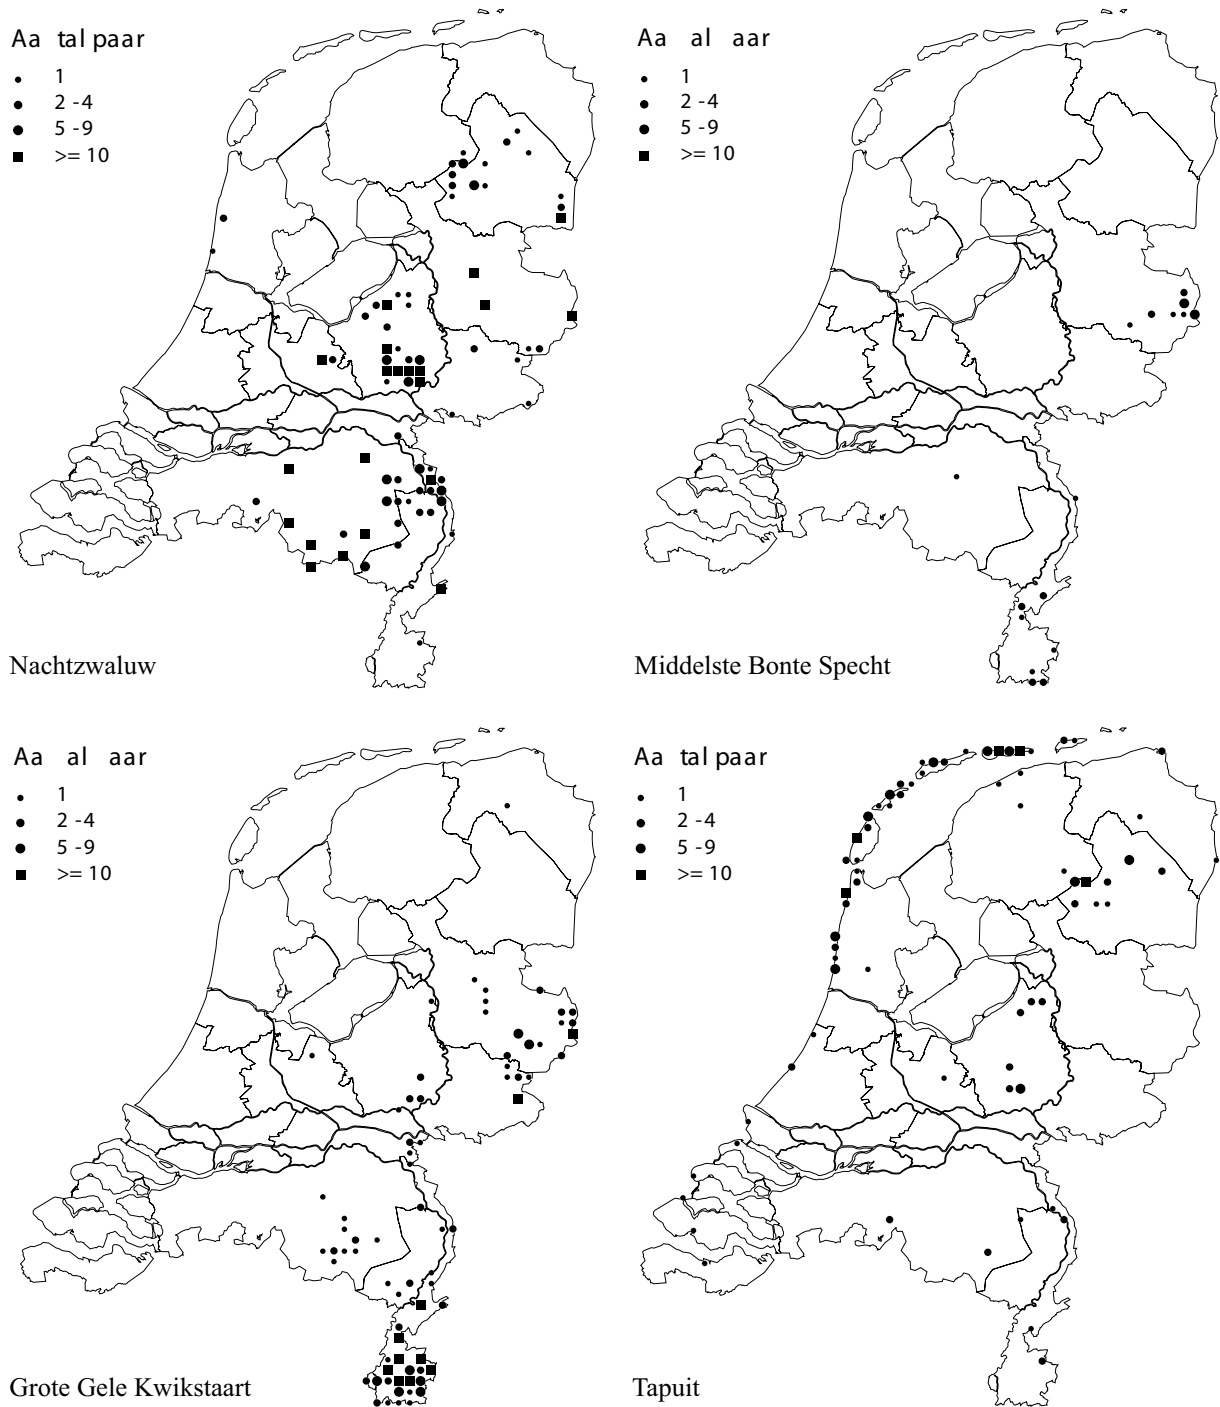 Aa tal paar
1
2 - 4
5 - 9
>= 10
Nachtzwaluw
Aa al aar
1
2 - 4
5 - 9
>= 10
Middelste Bonte Specht
Aa al aar
1
2 - 4
5 - 9
>= 10
Grote Gele Kwikstaart
Aa tal paar
1
2 - 4
5 - 9
>= 10
Tapuit